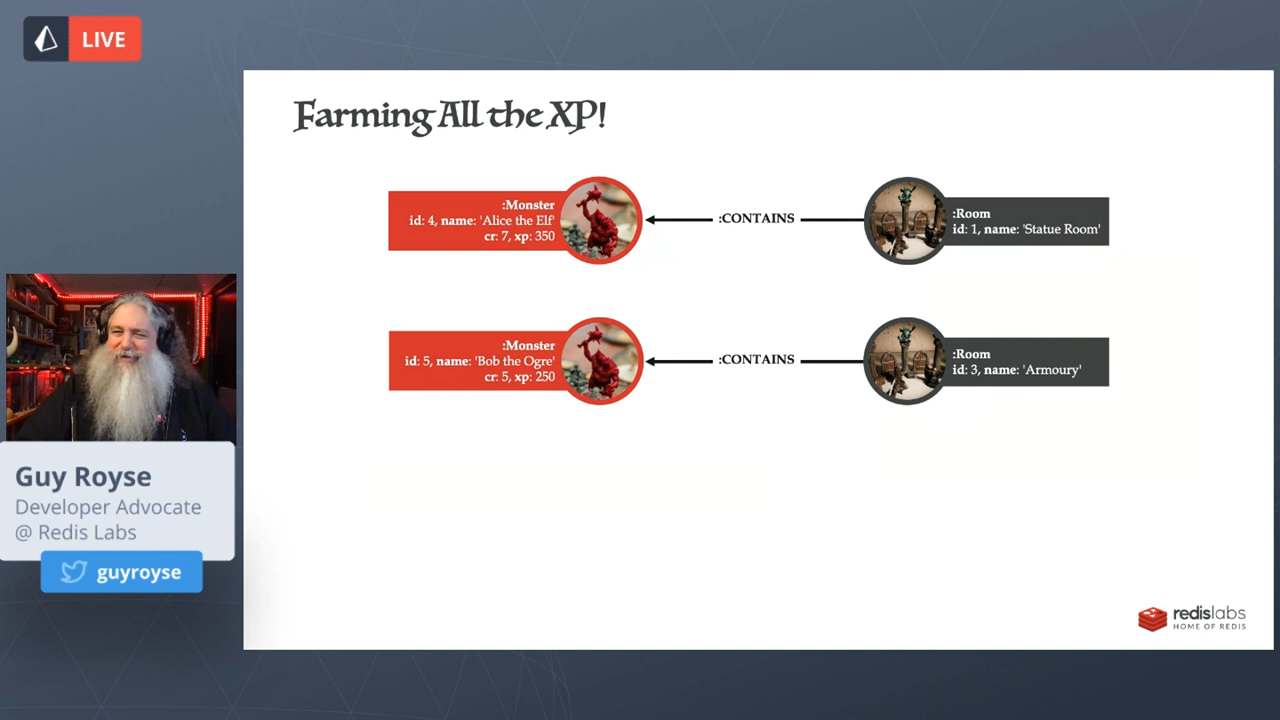 LIVE
Farming All the XP!
:Monster
id: 4, name: 'Alice the Elf'
cr: 7, xp: 350
:CONTAINS
:Room
id: 1, name: 'Statue Room'
:Monster
id: 5, name: 'Bob the Ogre'
cr: 5, xp: 250
:CONTAINS
:Room
id: 3, name: 'Armoury'
Guy Royse
Developer Advocate
@ Redis Labs
guyroyse
redislabs
HOME OF REDIS